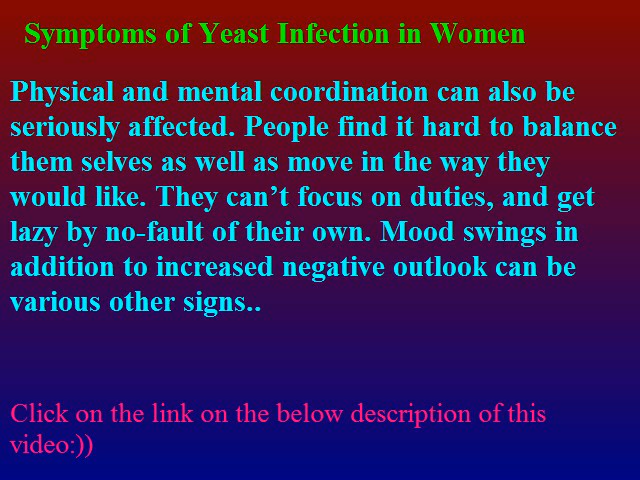 Symptoms of Yeast Infection in Women
Physical and mental coordination can also be
seriously affected. People find it hard to balance
them selves as well as move in the way they
would like. They can’t focus on duties, and get
lazy by no-fault of their own. Mood swings in
addition to increased negative outlook can be
various other signs..
Click on the link on the below description of this
video:))